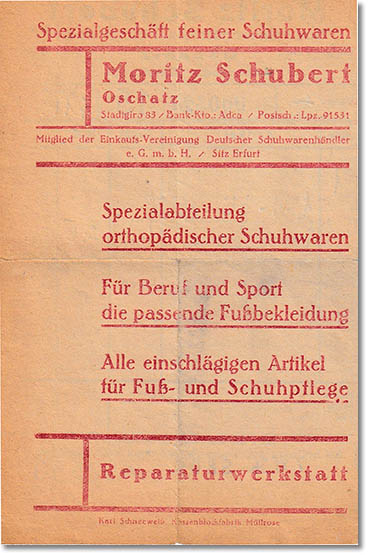 Spezialgeschäft feiner Schuhwaren
Moritz Schubert
Oschatz
Stadtgiro 83 / Bank-Kto.: Adca / Postsch.: Lpz. 91531
Mitglied der Einkaufs-Vereinigung Deutscher Schuhwarenhändler
e. G. m. b. H. / Sitz Erfurt
Spezialabteilung
orthopädischer Schuhwaren
Für Beruf und Sport
die passende Fußbekleidung
Alle einschlägigen Artikel
für Fuß- und Schuhpflege
Reparaturwerkstatt
Karl Schneeweiß, Kassenblockfabrik Müllrose